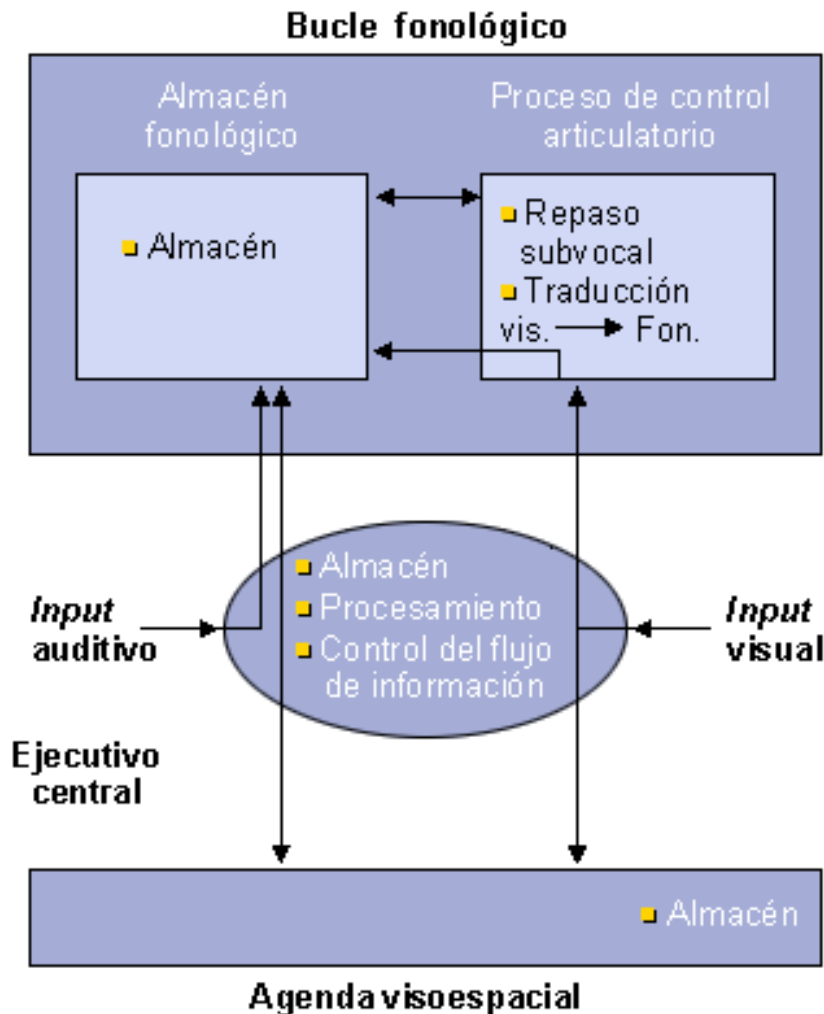 Bucle fonológico
Almacén
fonológico
Proceso de control
articulatorio
Almacén
Repaso
subvocal
Traducción
vis. Fon.
Almacén
Procesamiento
Control del flujo
de información
Input
auditivo
Input
visual
Ejecutivo
central
Almacén
Agenda visoespacial